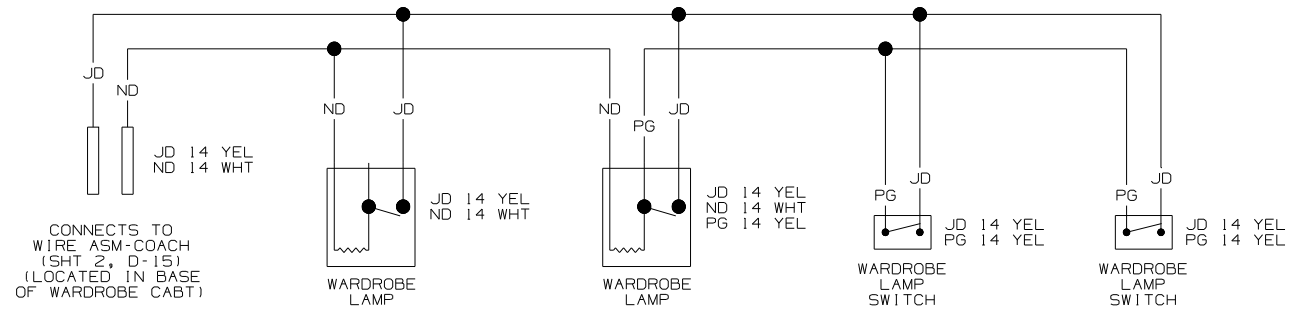 JD
ND
JD 14 YEL
ND 14 WHT
CONNECTS TO
WIRE ASM-COACH
(SHT 2, D-15)
(LOCATED IN BASE
OF WARDROBE CABT)
ND
JD
JD 14 YEL
ND 14 WHT
WARDROBE
LAMP
ND
PG
JD
JD 14 YEL
ND 14 WHT
PG 14 YEL
WARDROBE
LAMP
PG
JD
JD 14 YEL
PG 14 YEL
WARDROBE
LAMP
SWITCH
PG
JD
JD 14 YEL
PG 14 YEL
WARDROBE
LAMP
SWITCH